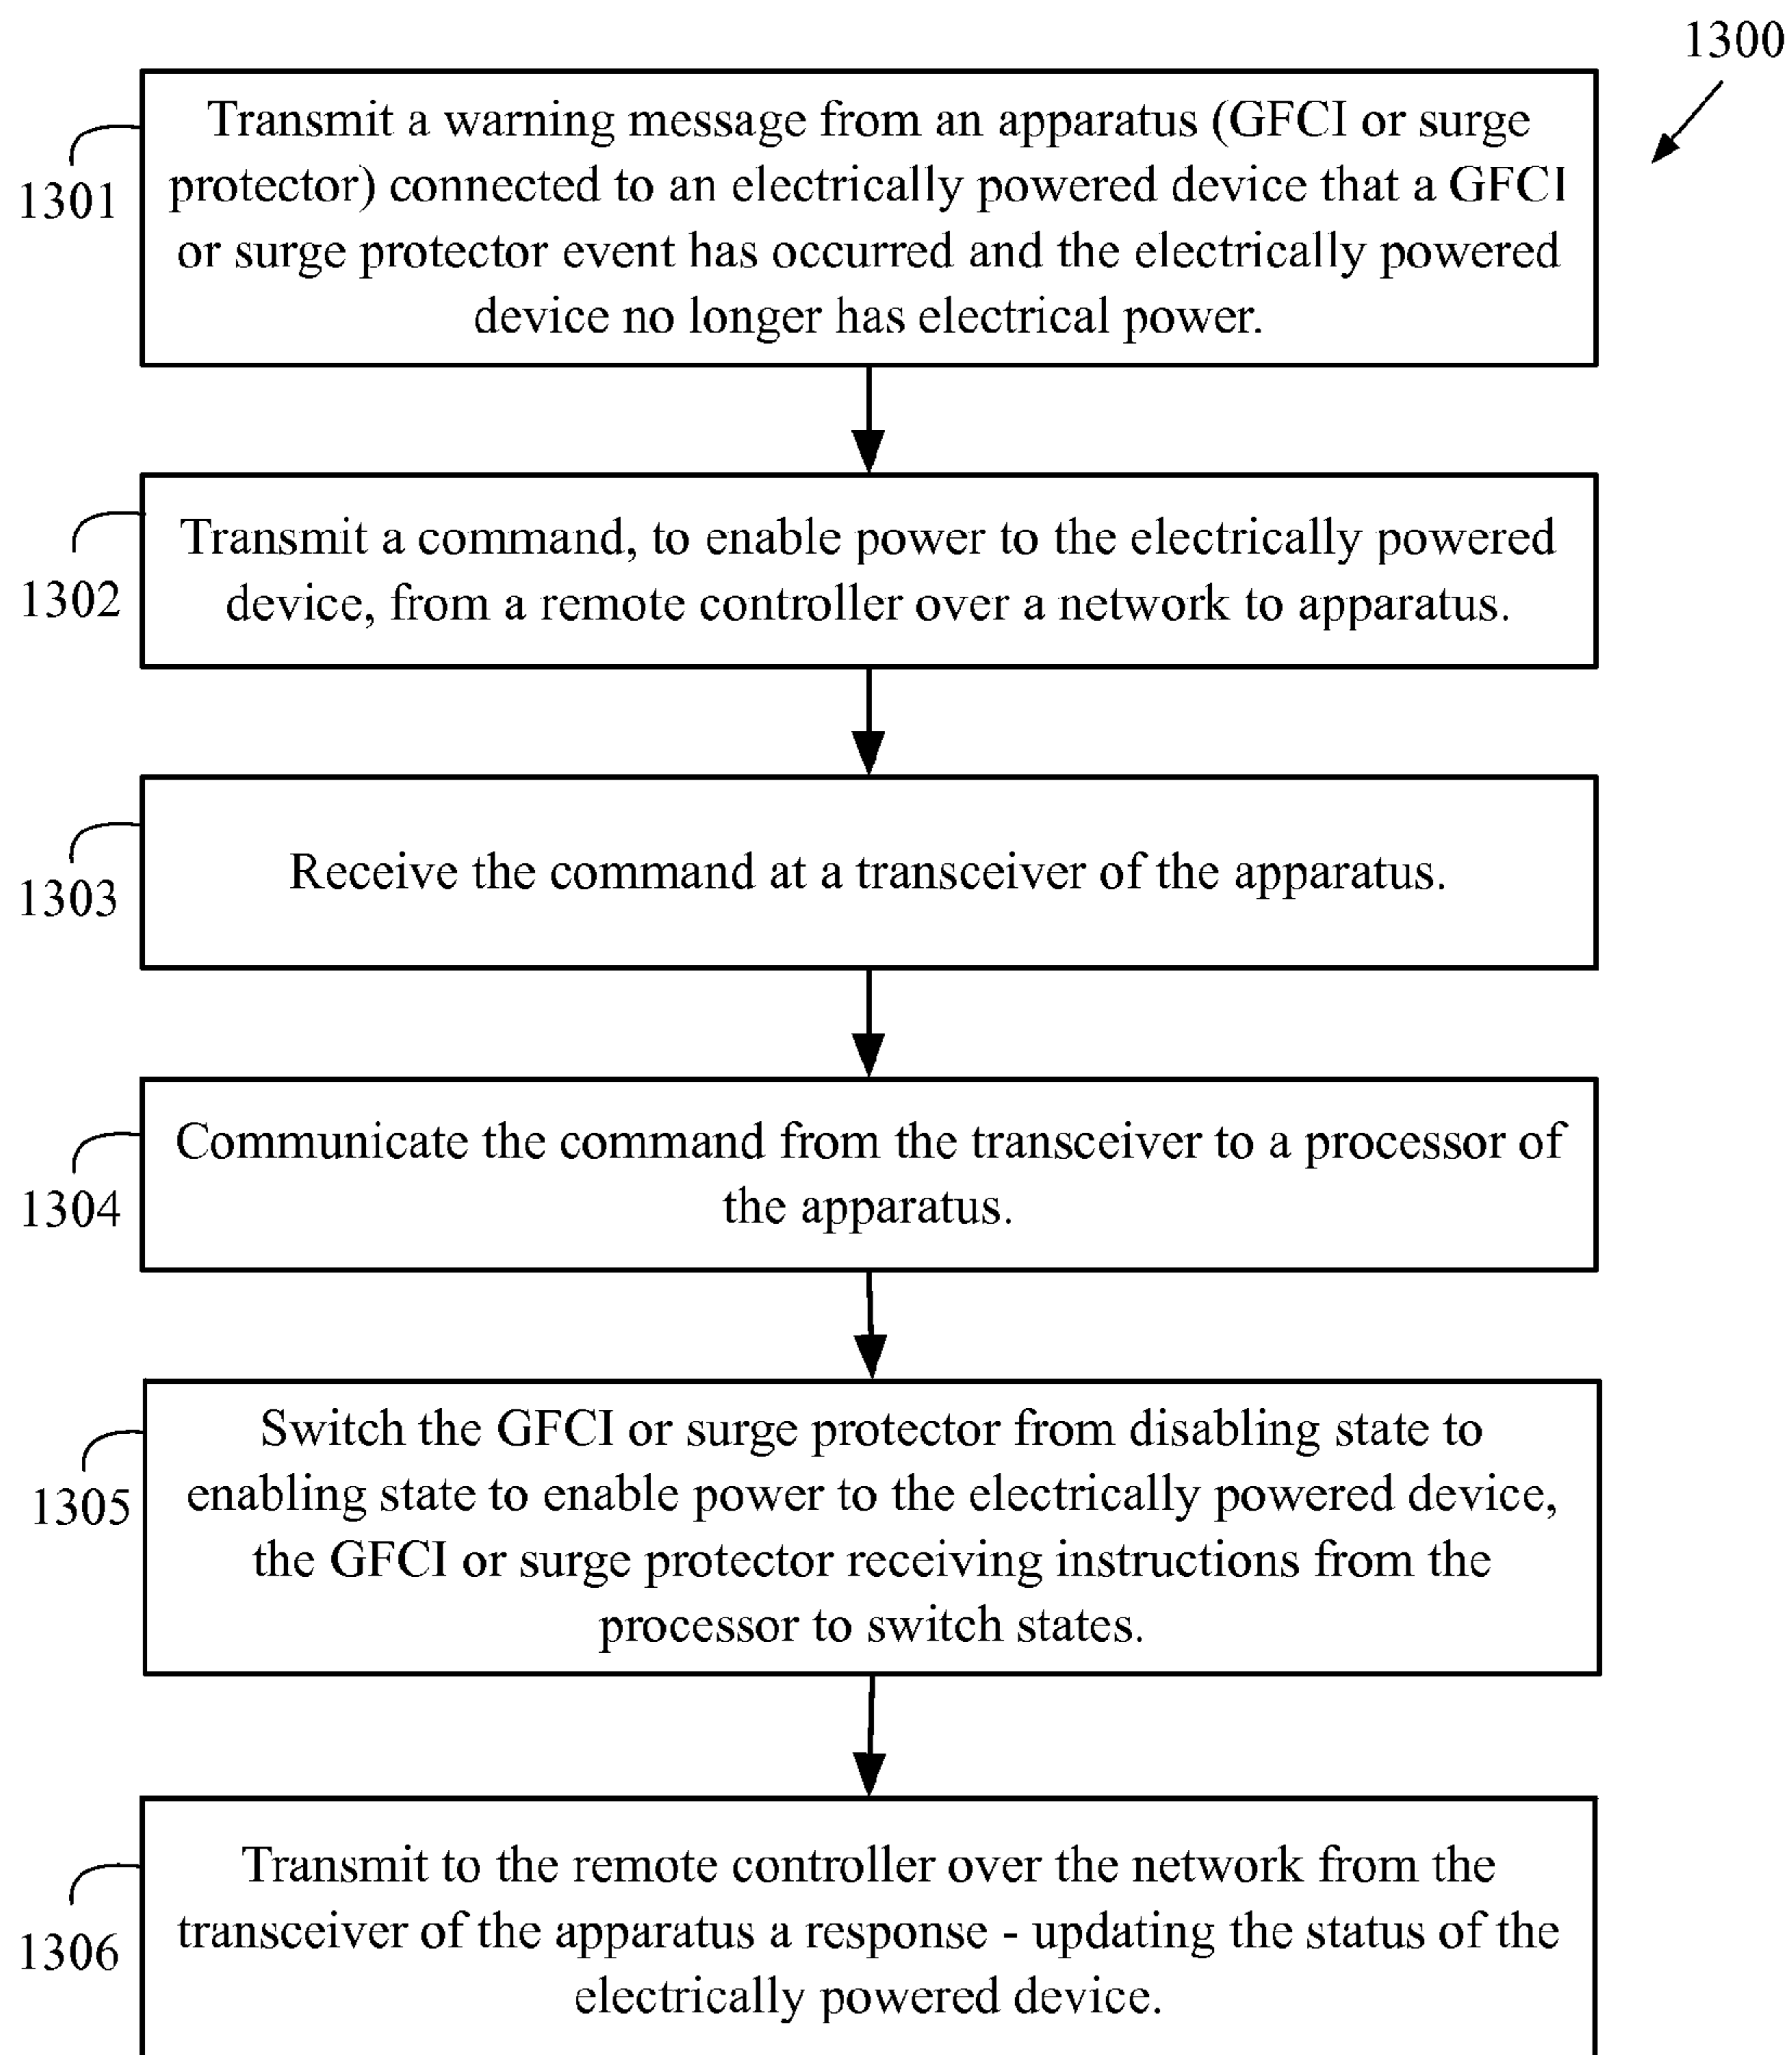 1300
Transmit a warning message from an apparatus (GFCI or surge
protector) connected to an electrically powered device that a GFCI
or surge protector event has occurred and the electrically powered
device no longer has electrical power.
1301
Transmit a command, to enable power to the electrically powered
device, from a remote controller over a network to apparatus.
1302
Receive the command at a transceiver of the apparatus.
1303
Communicate the command from the transceiver to a processor of
the apparatus.
1304
Switch the GFCI or surge protector from disabling state to
enabling state to enable power to the electrically powered device,
the GFCI or surge protector receiving instructions from the
processor to switch states.
1305
Transmit to the remote controller over the network from the
transceiver of the apparatus a response - updating the status of the
electrically powered device.
1306